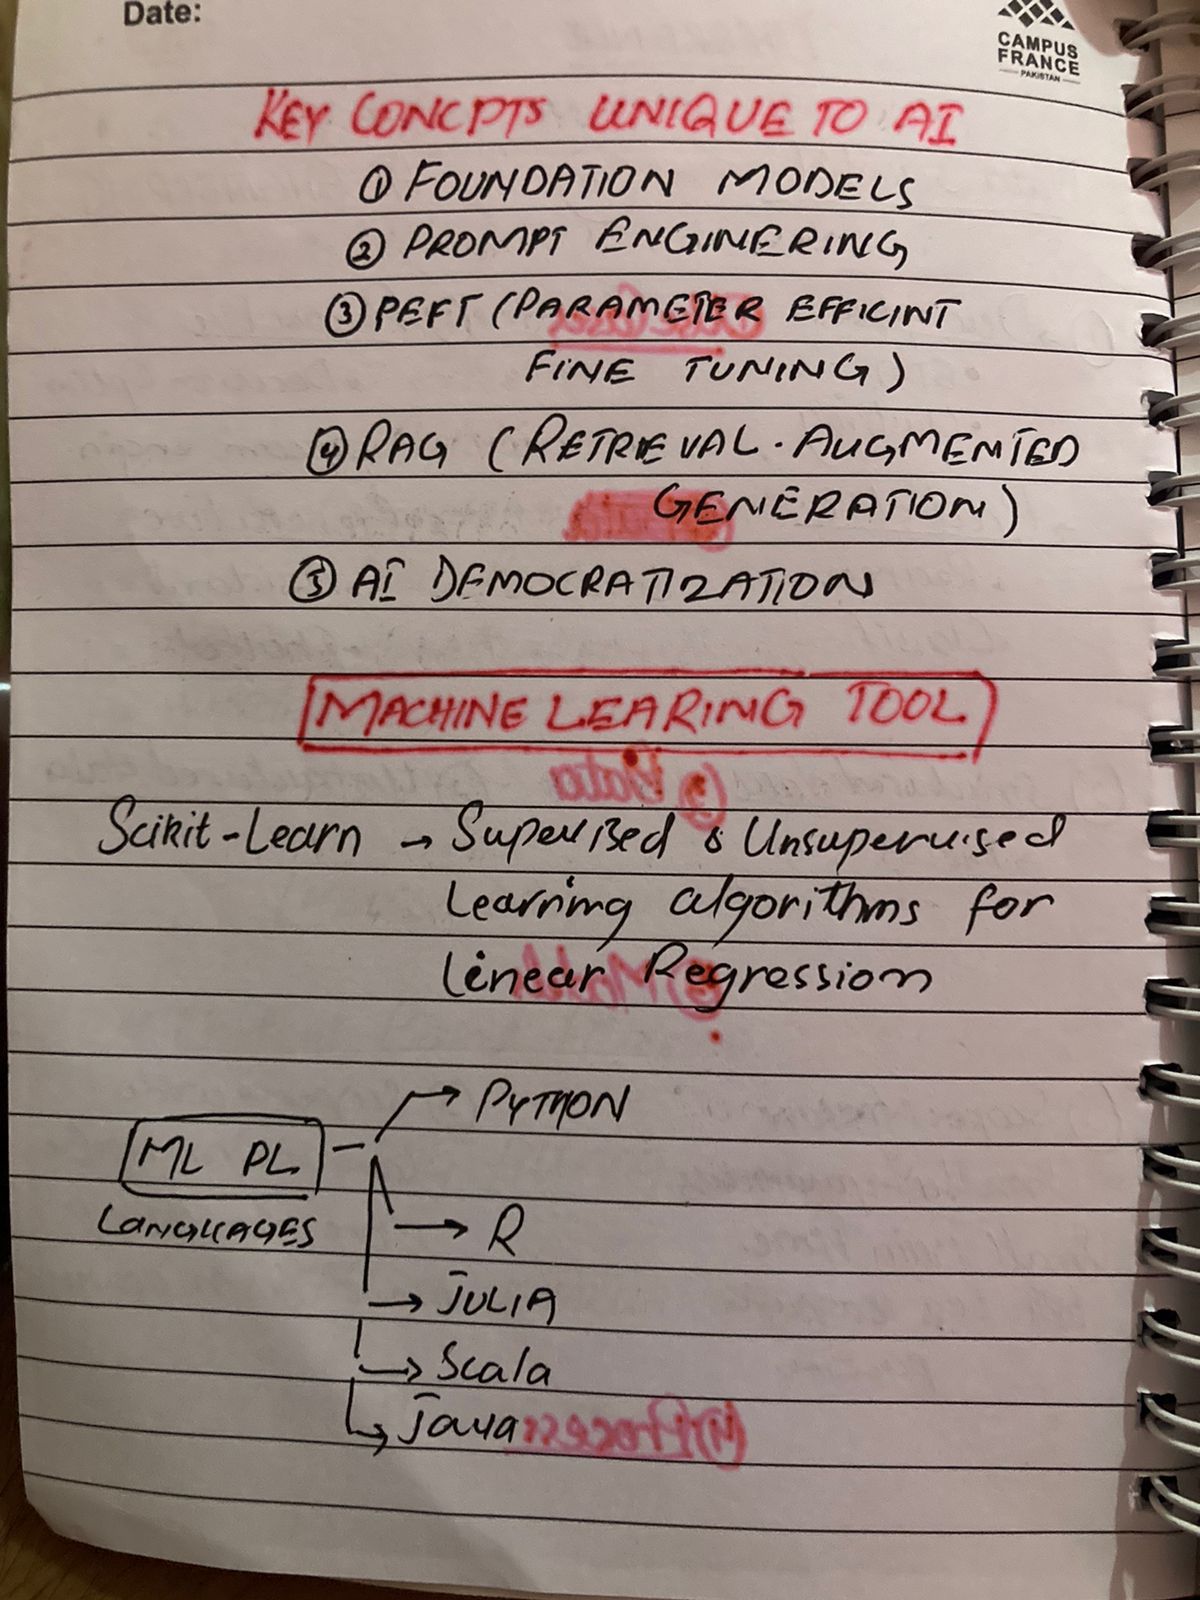 Date:
CAMPUS
FRANCE
PAKISTAN
KEY CONCPTS UNIQUE TO AI
① FOUNDATION MODELS
② PROMPT ENGINERING
③ PEFT (PARAMETER EFFICINT
FINE TUNING)
④ RAG (RETRIEVAL-AUGMENTED
GENERATION)
⑤ AI DEMOCRATIZATION
MACHINE LEARING TOOL
Scikit-Learn → Supervised & Unsupervised
Learning algorithms for
Linear Regression
→ PYTHON
ML PL
LANGUAGES
→ R
→ JULIA
→ Scala
→ Java